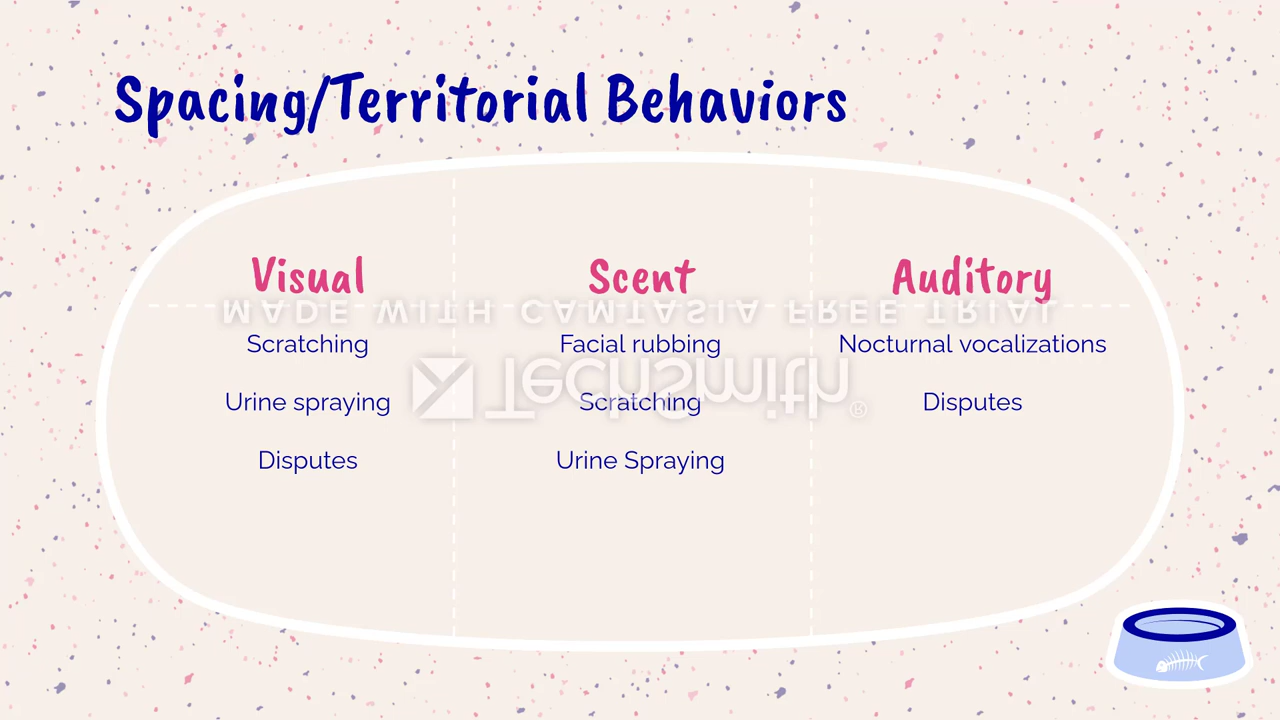 Spacing/Territorial Behaviors
Visual Scent Auditory
MADE WITH CAMTASIA FREE TRIAL
Scratching Facial rubbing Nocturnal vocalizations
TechSmith®
Urine spraying Scratching Disputes
Disputes Urine Spraying